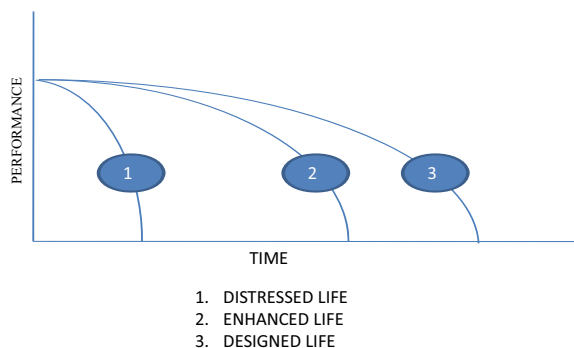 PERFORMANCE
1
2
3
TIME
1. DISTRESSED LIFE
2. ENHANCED LIFE
3. DESIGNED LIFE